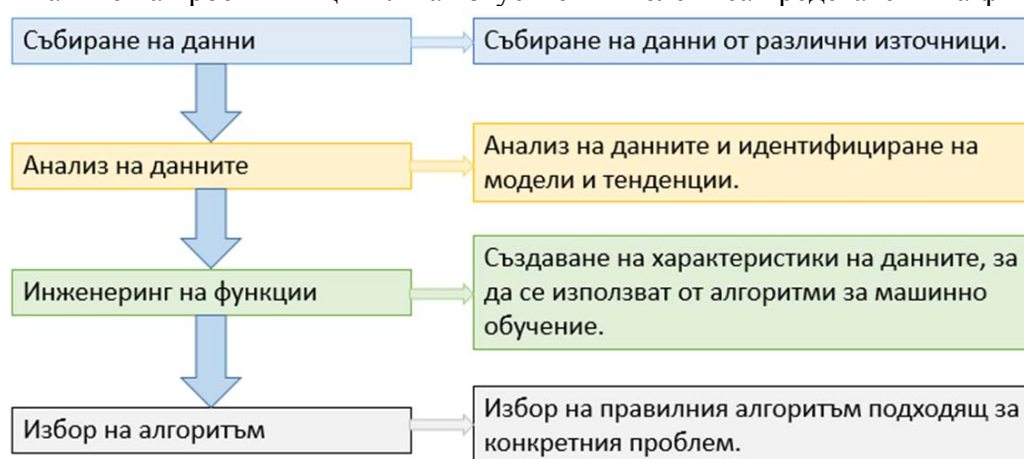 Събиране на данни
Събиране на данни от различни източници.
Анализ на данните
Анализ на данните и идентифициране на
модели и тенденции.
Инженеринг на функции
Създаване на характеристики на данните, за
да се използват от алгоритми за машинно
обучение.
Избор на алгоритъм
Избор на правилния алгоритъм подходящ за
конкретния проблем.